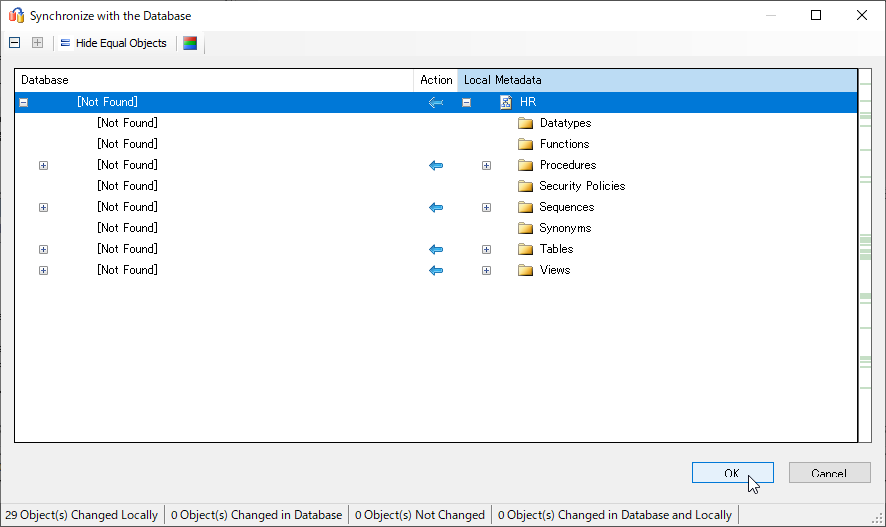 Synchronize with the Database
Hide Equal Objects
Database Action Local Metadata
[Not Found] HR
[Not Found] Datatypes
[Not Found] Functions
[Not Found] Procedures
[Not Found] Security Policies
[Not Found] Sequences
[Not Found] Synonyms
[Not Found] Tables
[Not Found] Views
OK Cancel
29 Object(s) Changed Locally 0 Object(s) Changed in Database 0 Object(s) Not Changed 0 Object(s) Changed in Database and Locally